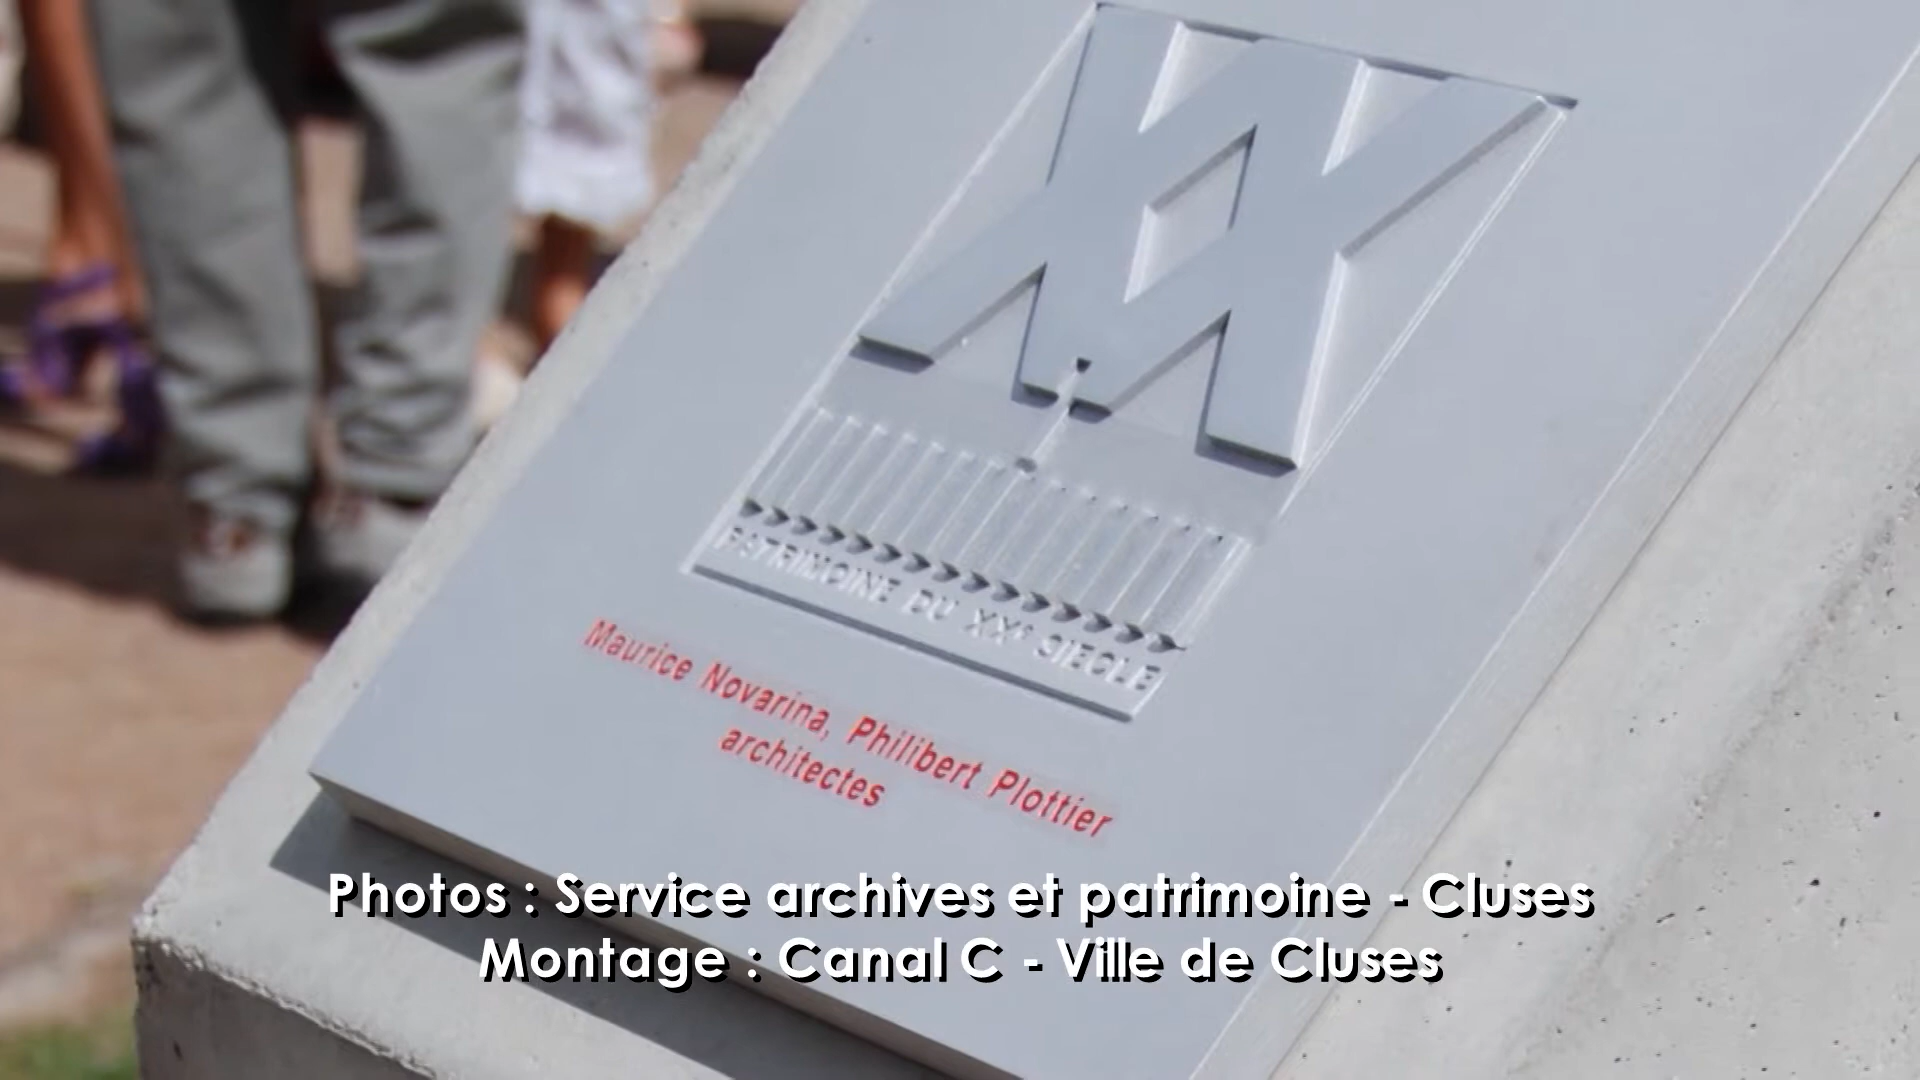 XX
PATRIMOINE DU XXe SIECLE
Maurice Novarina, Philibert Plottier
architectes
Photos : Service archives et patrimoine - Cluses
Montage : Canal C - Ville de Cluses